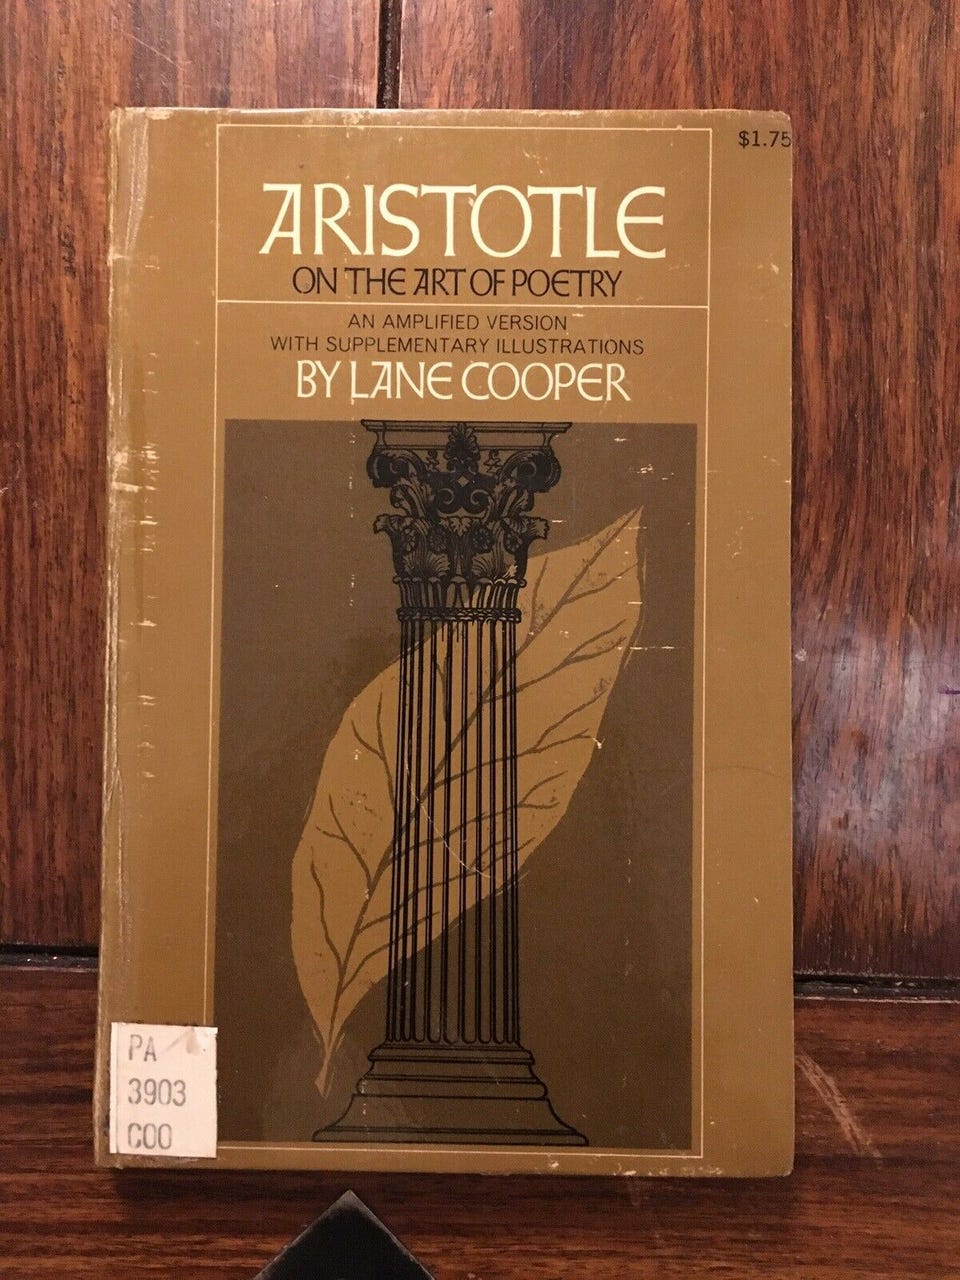 $1.75
ARISTOTLE
ON THE ART OF POETRY
AN AMPLIFIED VERSION
WITH SUPPLEMENTARY ILLUSTRATIONS
BY LANE COOPER
PA
3903
COO